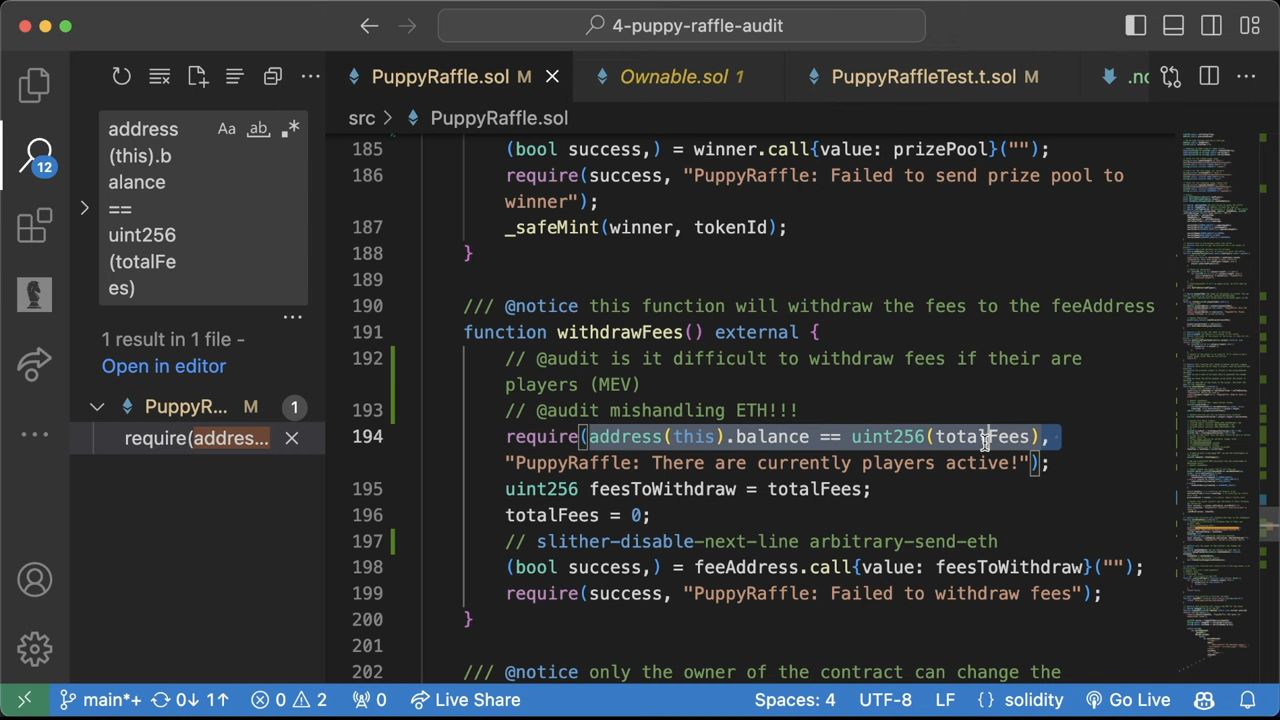 4-puppy-raffle-audit
PuppyRaffle.sol M
Ownable.sol 1
PuppyRaffleTest.t.sol M
src > PuppyRaffle.sol
address
(this).b
alance
==
uint256
(totalFe
es)
Aa ab .*
12
1 result in 1 file -
Open in editor
PuppyR... M 1
require(addres...
185 (bool success,) = winner.call{value: prizePool}("");
186 require(success, "PuppyRaffle: Failed to send prize pool to
winner");
187 _safeMint(winner, tokenId);
188 }
189
190 /// @notice this function will withdraw the fees to the feeAddress
191 function withdrawFees() external {
192 // @audit is it difficult to withdraw fees if their are
players (MEV)
193 // @audit mishandling ETH!!!
194 require(address(this).balance == uint256(totalFees),
"PuppyRaffle: There are currently players active!");
195 uint256 feesToWithdraw = totalFees;
196 totalFees = 0;
197 slither-disable-next-line arbitrary-send-eth
198 (bool success,) = feeAddress.call{value: feesToWithdraw}("");
199 require(success, "PuppyRaffle: Failed to withdraw fees");
200 }
201
202 /// @notice only the owner of the contract can change the
main*+ 0↓ 1↑ 0 2 0 Live Share Spaces: 4 UTF-8 LF {} solidity Go Live